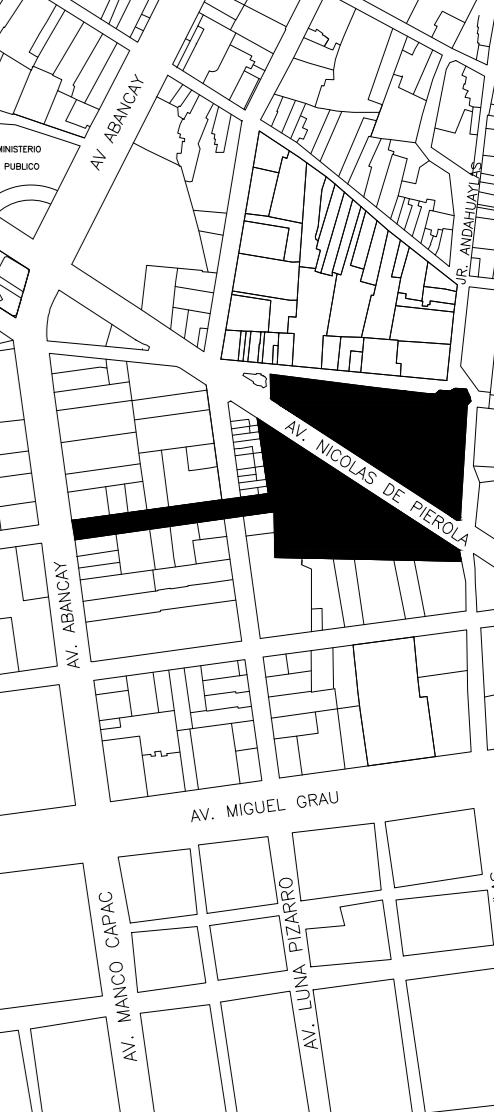 AV ABANCAY
MINISTERIO
PUBLICO
JR. ANDAHUAYLAS
AV. NICOLAS DE PIEROLA
AV. ABANCAY
AV. MIGUEL GRAU
AV. MANCO CAPAC
AV. LUNA PIZARRO